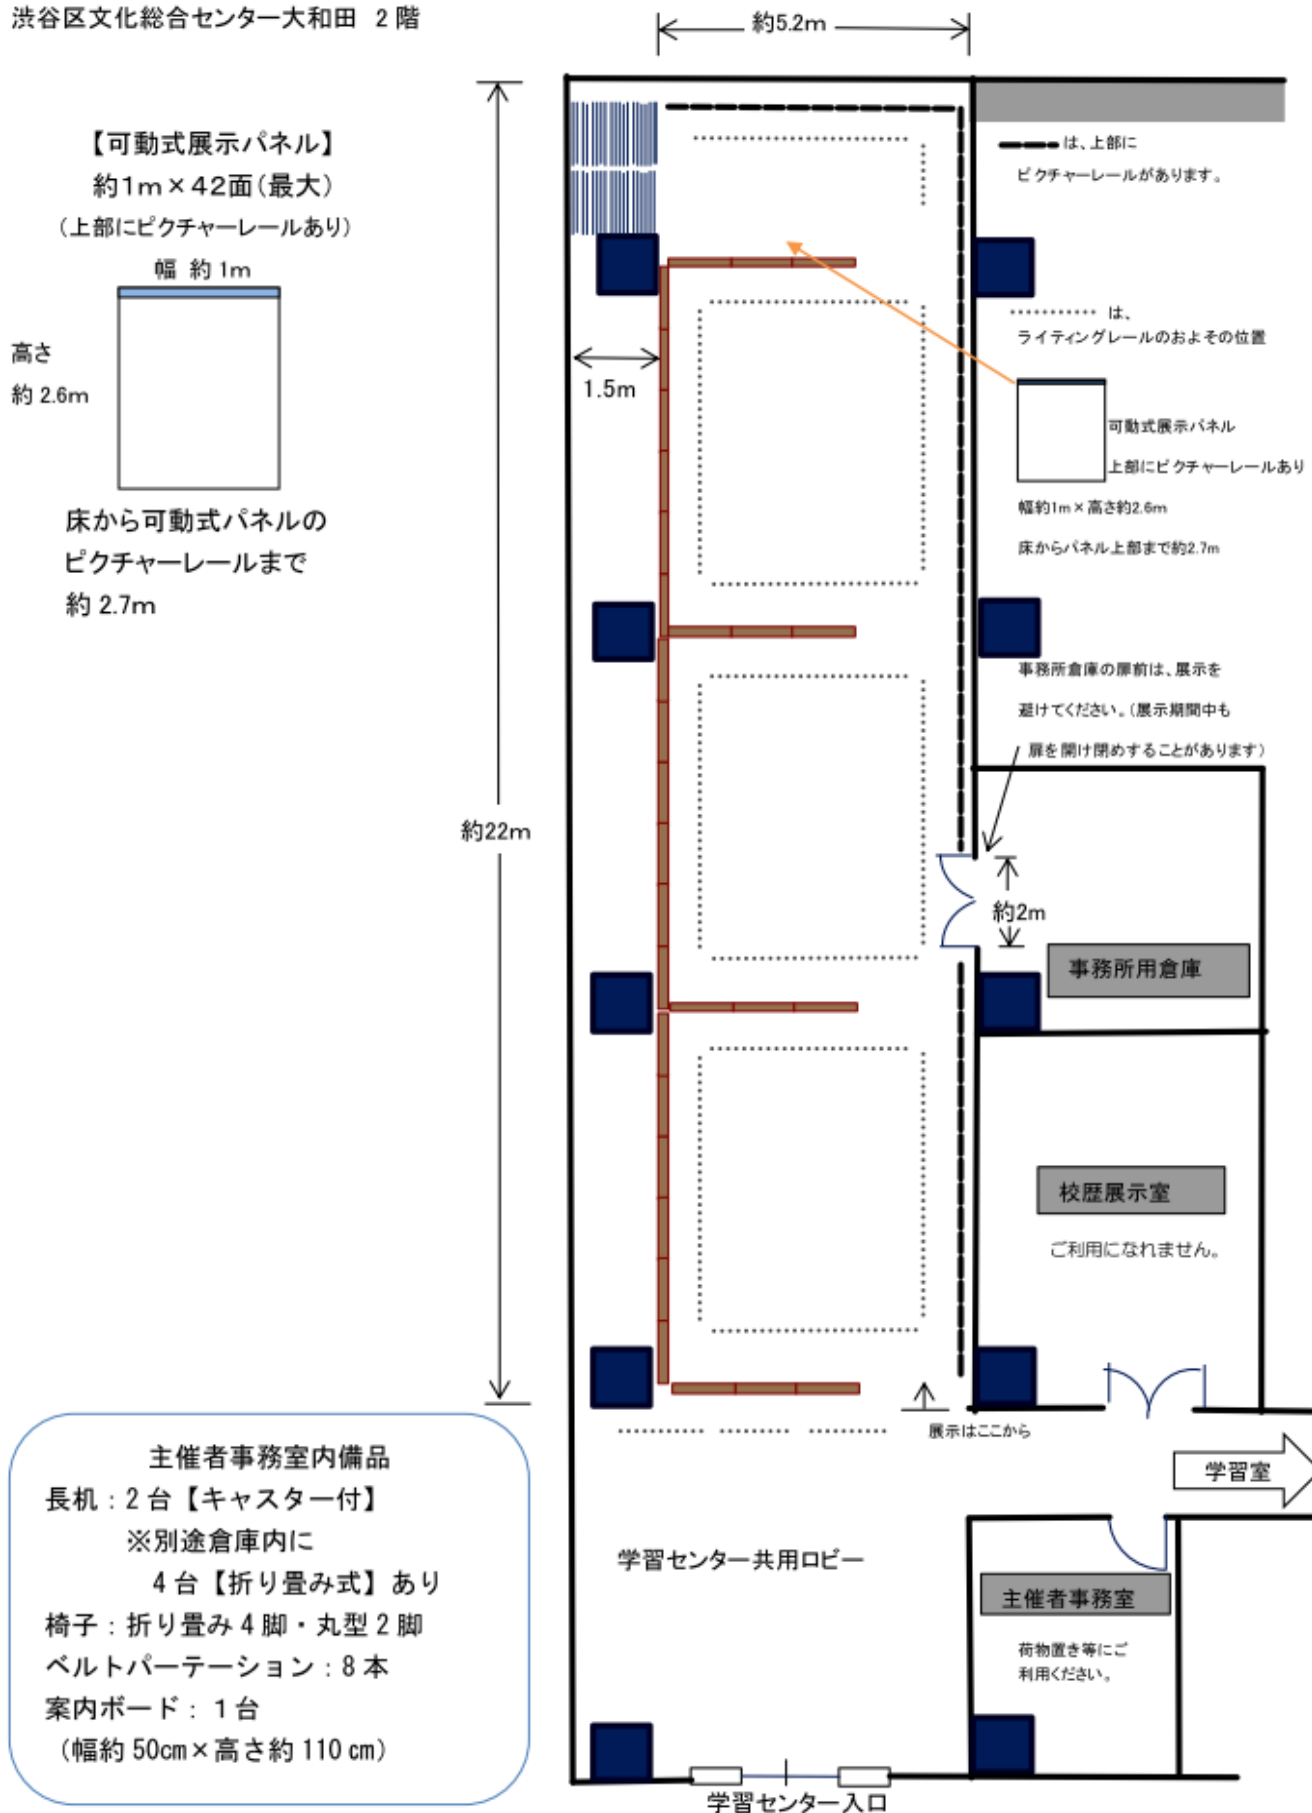 渋谷区文化総合センター大和田 2階
約5.2m
【可動式展示パネル】
約1m×42面(最大)
(上部にピクチャーレールあり)
幅 約1m
高さ
約 2.6m
床から可動式パネルの
ピクチャーレールまで
約 2.7m
は、上部に
ピクチャーレールがあります。
は、
ライティングレールのおよその位置
1.5m
可動式展示パネル
上部にピクチャーレールあり
幅約1m×高さ約2.6m
床からパネル上部まで約2.7m
事務所倉庫の扉前は、展示を
避けてください。(展示期間中も
扉を開け閉めすることがあります)
約22m
約2m
事務所用倉庫
校歴展示室
ご利用になれません。
展示はここから
学習室
学習センター共用ロビー
主催者事務室
荷物置き等にご
利用ください。
学習センター入口
主催者事務室内備品
長机:2台【キャスター付】
※別途倉庫内に
4台【折り畳み式】あり
椅子:折り畳み4脚・丸型2脚
ベルトパーテーション:8本
案内ボード:1台
(幅約50cm×高さ約110cm)